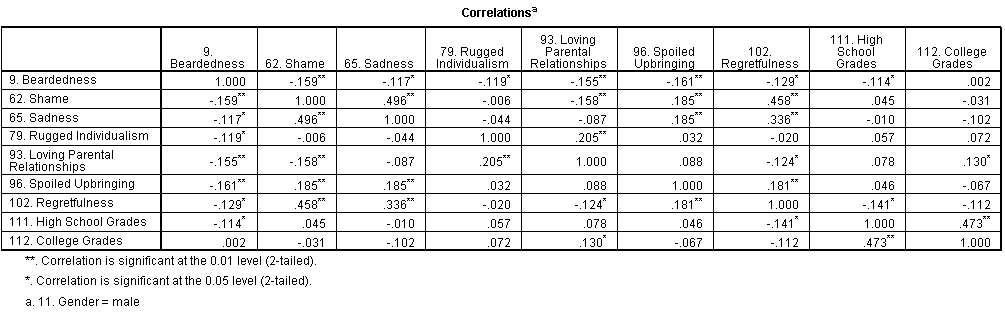 Correlationsa
9. Beardedness 62. Shame 65. Sadness 79. Rugged Individualism 93. Loving Parental Relationships 96. Spoiled Upbringing 102. Regretfulness 111. High School Grades 112. College Grades
9. Beardedness 1.000 -.159** -.117* -.119* -.155** -.161** -.129* -.114* .002
62. Shame -.159** 1.000 .496** -.006 -.158** .185** .458** .045 -.031
65. Sadness -.117* .496** 1.000 -.044 -.087 .185** .336** -.010 -.102
79. Rugged Individualism -.119* -.006 -.044 1.000 .205** .032 -.020 .057 .072
93. Loving Parental Relationships -.155** -.158** -.087 .205** 1.000 .088 -.124* .078 .130*
96. Spoiled Upbringing -.161** .185** .185** .032 .088 1.000 .181** .046 -.067
102. Regretfulness -.129* .458** .336** -.020 -.124* .181** 1.000 -.141* -.112
111. High School Grades -.114* .045 -.010 .057 .078 .046 -.141* 1.000 .473**
112. College Grades .002 -.031 -.102 .072 .130* -.067 -.112 .473** 1.000
**. Correlation is significant at the 0.01 level (2-tailed).
*. Correlation is significant at the 0.05 level (2-tailed).
a. 11. Gender = male